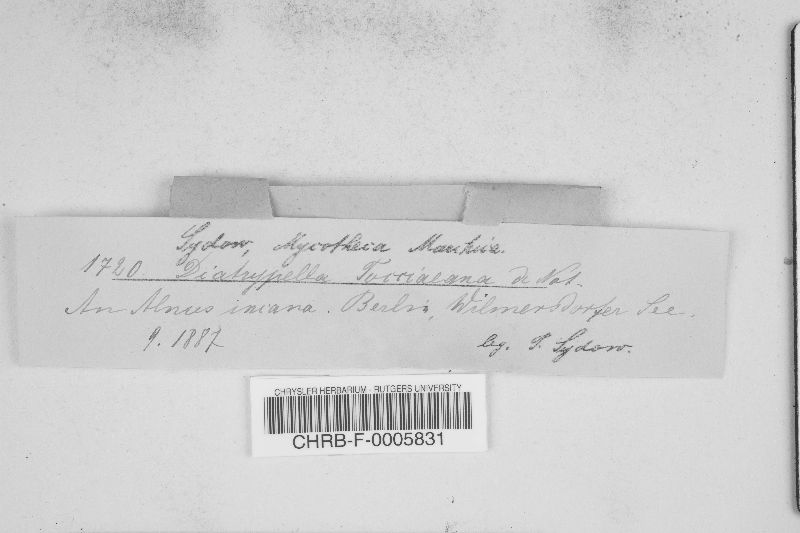 Sydow, Mycotheca Marchica.
1720. Diatrypella Tocciaeana de Not.
An Alnus incana. Berlin, Wilmersdorfer See.
9. 1887 leg. P. Sydow.
CHRYSLER HERBARIUM - RUTGERS UNIVERSITY
CHRB-F-0005831